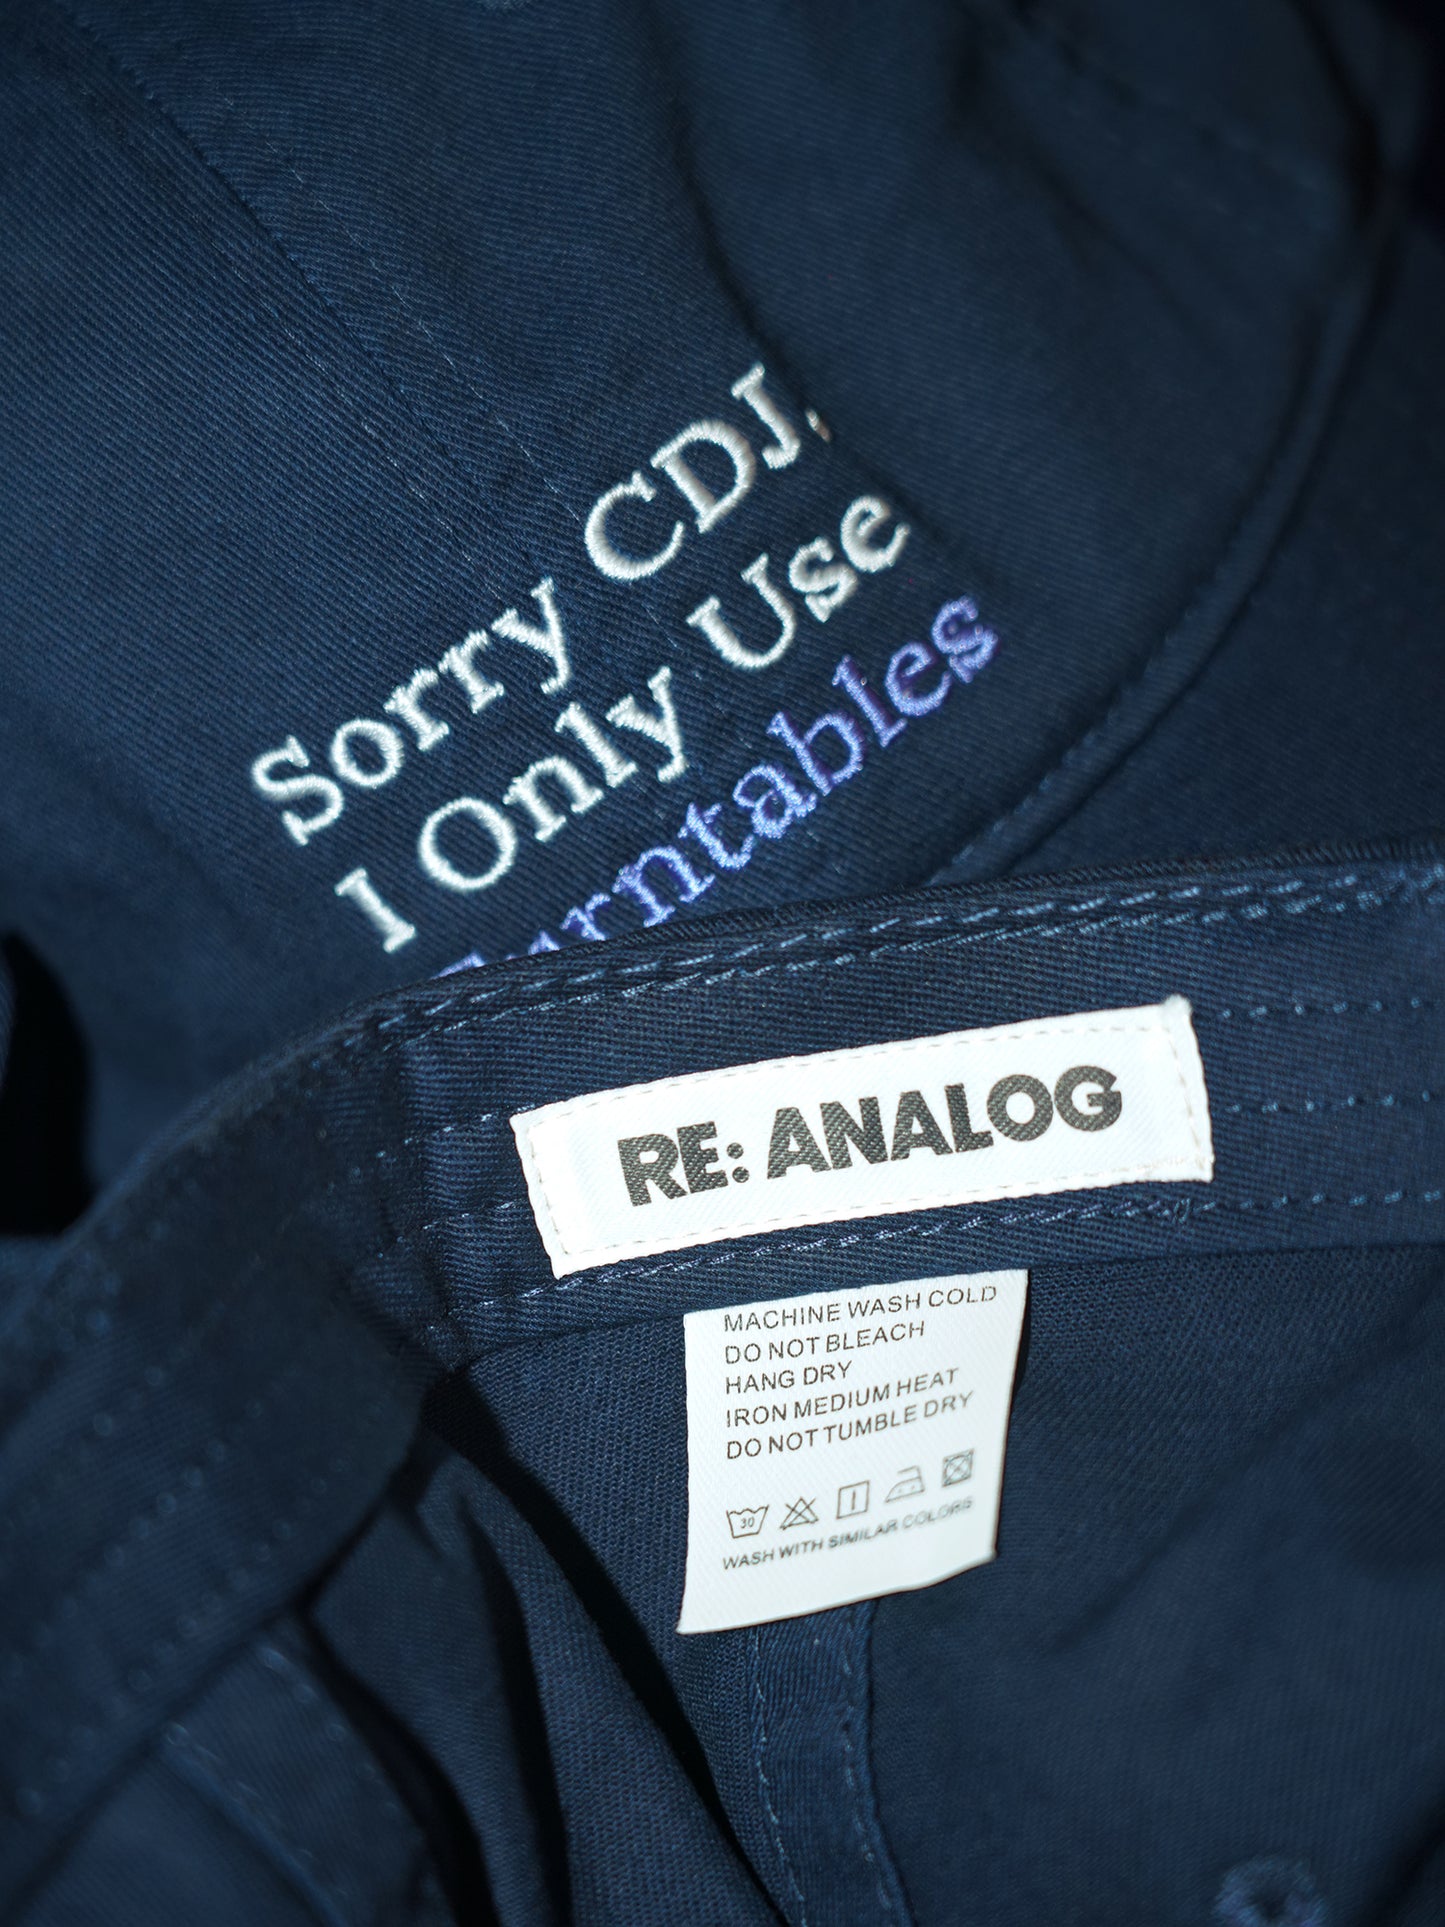 Sorry CDJ,
I Only Use
Turntables
RE: ANALOG
MACHINE WASH COLD
DO NOT BLEACH
HANG DRY
IRON MEDIUM HEAT
DO NOT TUMBLE DRY
30
WASH WITH SIMILAR COLORS